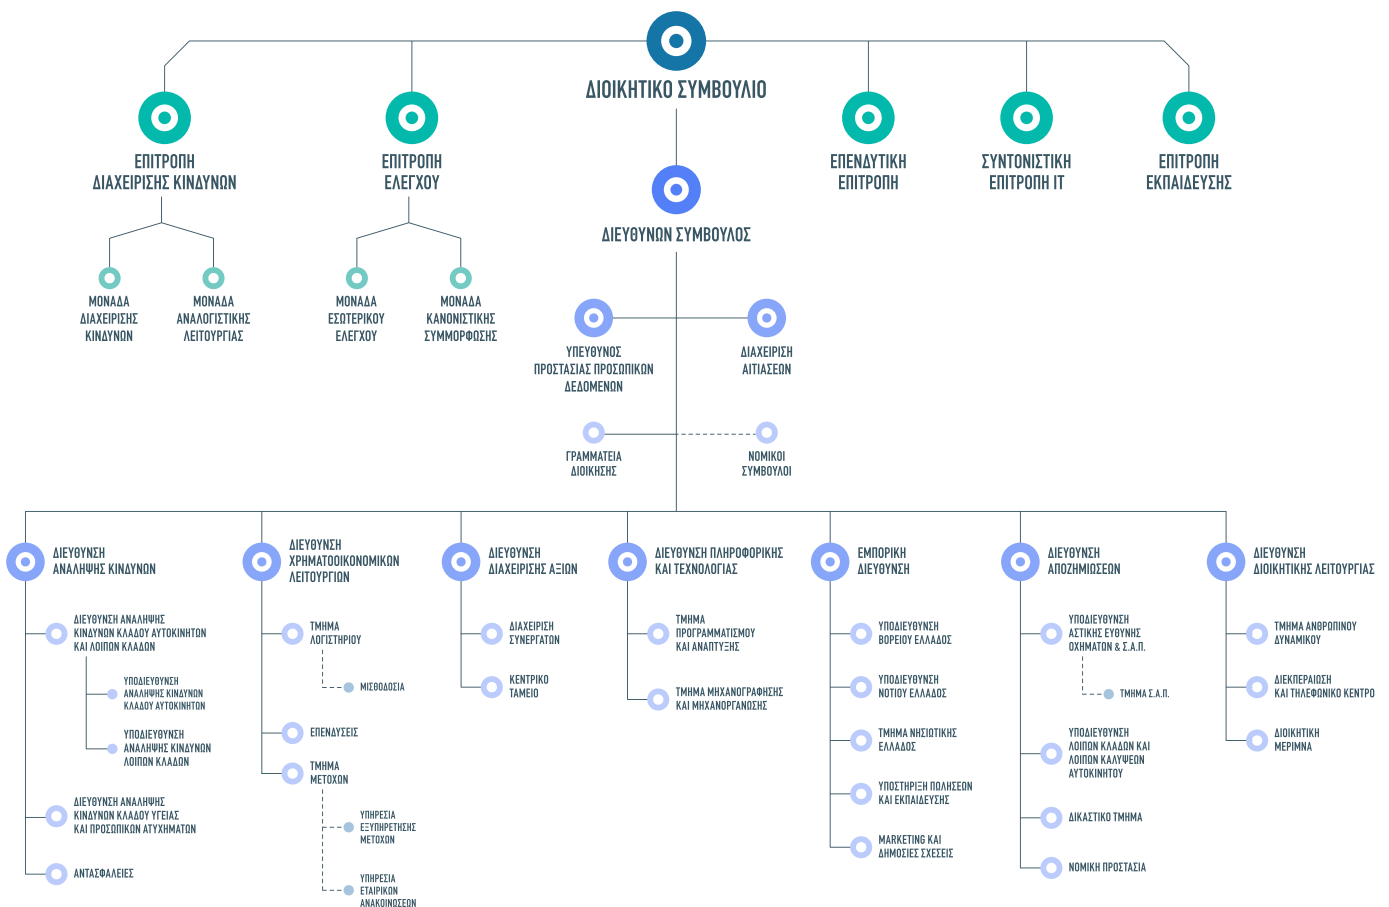 ΔΙΟΙΚΗΤΙΚΟ ΣΥΜΒΟΥΛΙΟ
ΕΠΙΤΡΟΠΗ
ΔΙΑΧΕΙΡΙΣΗΣ ΚΙΝΔΥΝΩΝ
ΕΠΙΤΡΟΠΗ
ΕΛΕΓΧΟΥ
ΕΠΕΝΔΥΤΙΚΗ
ΕΠΙΤΡΟΠΗ
ΣΥΝΤΟΝΙΣΤΙΚΗ
ΕΠΙΤΡΟΠΗ IT
ΕΠΙΤΡΟΠΗ
ΕΚΠΑΙΔΕΥΣΗΣ
ΔΙΕΥΘΥΝΩΝ ΣΥΜΒΟΥΛΟΣ
ΜΟΝΑΔΑ
ΔΙΑΧΕΙΡΙΣΗΣ
ΚΙΝΔΥΝΩΝ
ΜΟΝΑΔΑ
ΑΝΑΛΟΓΙΣΤΙΚΗΣ
ΛΕΙΤΟΥΡΓΙΑΣ
ΜΟΝΑΔΑ
ΕΣΩΤΕΡΙΚΟΥ
ΕΛΕΓΧΟΥ
ΜΟΝΑΔΑ
ΚΑΝΟΝΙΣΤΙΚΗΣ
ΣΥΜΜΟΡΦΩΣΗΣ
ΥΠΕΥΘΥΝΟΣ
ΠΡΟΣΤΑΣΙΑΣ ΠΡΟΣΩΠΙΚΩΝ
ΔΕΔΟΜΕΝΩΝ
ΔΙΑΧΕΙΡΙΣΗ
ΑΙΤΙΑΣΕΩΝ
ΓΡΑΜΜΑΤΕΙΑ
ΔΙΟΙΚΗΣΗΣ
ΝΟΜΙΚΟΙ
ΣΥΜΒΟΥΛΟΙ
ΔΙΕΥΘΥΝΣΗ
ΑΝΑΛΗΨΗΣ ΚΙΝΔΥΝΩΝ
ΔΙΕΥΘΥΝΣΗ ΑΝΑΛΗΨΗΣ
ΚΙΝΔΥΝΩΝ ΚΛΑΔΟΥ ΑΥΤΟΚΙΝΗΤΩΝ
ΚΑΙ ΛΟΙΠΩΝ ΚΛΑΔΩΝ
ΥΠΟΔΙΕΥΘΥΝΣΗ
ΑΝΑΛΗΨΗΣ ΚΙΝΔΥΝΩΝ
ΚΛΑΔΟΥ ΑΥΤΟΚΙΝΗΤΩΝ
ΥΠΟΔΙΕΥΘΥΝΣΗ
ΑΝΑΛΗΨΗΣ ΚΙΝΔΥΝΩΝ
ΛΟΙΠΩΝ ΚΛΑΔΩΝ
ΔΙΕΥΘΥΝΣΗ ΑΝΑΛΗΨΗΣ
ΚΙΝΔΥΝΩΝ ΚΛΑΔΟΥ ΥΓΕΙΑΣ
ΚΑΙ ΠΡΟΣΩΠΙΚΩΝ ΑΤΥΧΗΜΑΤΩΝ
ΑΝΤΑΣΦΑΛΕΙΕΣ
ΔΙΕΥΘΥΝΣΗ
ΧΡΗΜΑΤΟΟΙΚΟΝΟΜΙΚΩΝ
ΛΕΙΤΟΥΡΓΙΩΝ
ΤΜΗΜΑ
ΛΟΓΙΣΤΗΡΙΟΥ
ΜΙΣΘΟΔΟΣΙΑ
ΕΠΕΝΔΥΣΕΙΣ
ΤΜΗΜΑ
ΜΕΤΟΧΩΝ
ΥΠΗΡΕΣΙΑ
ΕΞΥΠΗΡΕΤΗΣΗΣ
ΜΕΤΟΧΩΝ
ΥΠΗΡΕΣΙΑ
ΕΤΑΙΡΙΚΩΝ
ΑΝΑΚΟΙΝΩΣΕΩΝ
ΔΙΕΥΘΥΝΣΗ
ΔΙΑΧΕΙΡΙΣΗΣ ΑΞΙΩΝ
ΔΙΑΧΕΙΡΙΣΗ
ΣΥΝΕΡΓΑΤΩΝ
ΚΕΝΤΡΙΚΟ
ΤΑΜΕΙΟ
ΔΙΕΥΘΥΝΣΗ ΠΛΗΡΟΦΟΡΙΚΗΣ
ΚΑΙ ΤΕΧΝΟΛΟΓΙΑΣ
ΤΜΗΜΑ
ΠΡΟΓΡΑΜΜΑΤΙΣΜΟΥ
ΚΑΙ ΑΝΑΠΤΥΞΗΣ
ΤΜΗΜΑ ΜΗΧΑΝΟΓΡΑΦΗΣΗΣ
ΚΑΙ ΜΗΧΑΝΟΡΓΑΝΩΣΗΣ
ΕΜΠΟΡΙΚΗ
ΔΙΕΥΘΥΝΣΗ
ΥΠΟΔΙΕΥΘΥΝΣΗ
ΒΟΡΕΙΟΥ ΕΛΛΑΔΟΣ
ΥΠΟΔΙΕΥΘΥΝΣΗ
ΝΟΤΙΟΥ ΕΛΛΑΔΟΣ
ΤΜΗΜΑ ΝΗΣΙΩΤΙΚΗΣ
ΕΛΛΑΔΟΣ
ΥΠΟΣΤΗΡΙΞΗ ΠΩΛΗΣΕΩΝ
ΚΑΙ ΕΚΠΑΙΔΕΥΣΗΣ
MARKETING ΚΑΙ
ΔΗΜΟΣΙΕΣ ΣΧΕΣΕΙΣ
ΔΙΕΥΘΥΝΣΗ
ΑΠΟΖΗΜΙΩΣΕΩΝ
ΥΠΟΔΙΕΥΘΥΝΣΗ
ΑΣΤΙΚΗΣ ΕΥΘΥΝΗΣ
ΟΧΗΜΑΤΩΝ & Σ.Α.Π.
ΤΜΗΜΑ Σ.Α.Π.
ΥΠΟΔΙΕΥΘΥΝΣΗ
ΛΟΙΠΩΝ ΚΛΑΔΩΝ ΚΑΙ
ΛΟΙΠΩΝ ΚΑΛΥΨΕΩΝ
ΑΥΤΟΚΙΝΗΤΟΥ
ΔΙΚΑΣΤΙΚΟ ΤΜΗΜΑ
ΝΟΜΙΚΗ ΠΡΟΣΤΑΣΙΑ
ΔΙΕΥΘΥΝΣΗ
ΔΙΟΙΚΗΤΙΚΗΣ ΛΕΙΤΟΥΡΓΙΑΣ
ΤΜΗΜΑ ΑΝΘΡΩΠΙΝΟΥ
ΔΥΝΑΜΙΚΟΥ
ΔΙΕΚΠΕΡΑΙΩΣΗ
ΚΑΙ ΤΗΛΕΦΩΝΙΚΟ ΚΕΝΤΡΟ
ΔΙΟΙΚΗΤΙΚΗ
ΜΕΡΙΜΝΑ